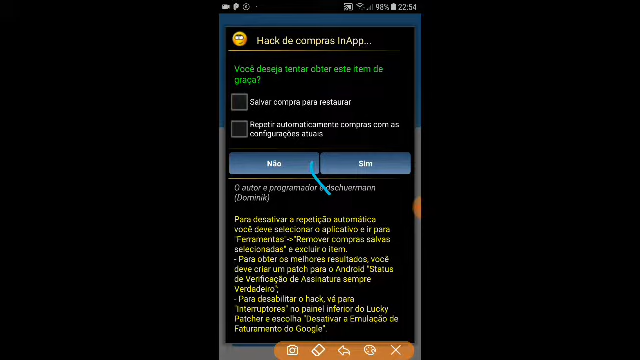 98% 22:54
Hack de compras InApp...
Você deseja tentar obter este item de
graça?
Salvar compra para restaurar
Repetir automaticamente compras com as
configurações atuais
Não
Sim
O autor e programador é dschuermann
(Dominik)
Para desativar a repetição automática
você deve selecionar o aplicativo e ir para
"Ferramentas"->"Remover compras salvas
selecionadas" e excluir o item.
- Para obter os melhores resultados, você
deve criar um patch para o Android "Status
de Verificação de Assinatura sempre
Verdadeiro";
- Para desabilitar o hack, vá para
"Interruptores" no painel inferior do Lucky
Patcher e escolha "Desativar a Emulação de
Faturamento do Google".